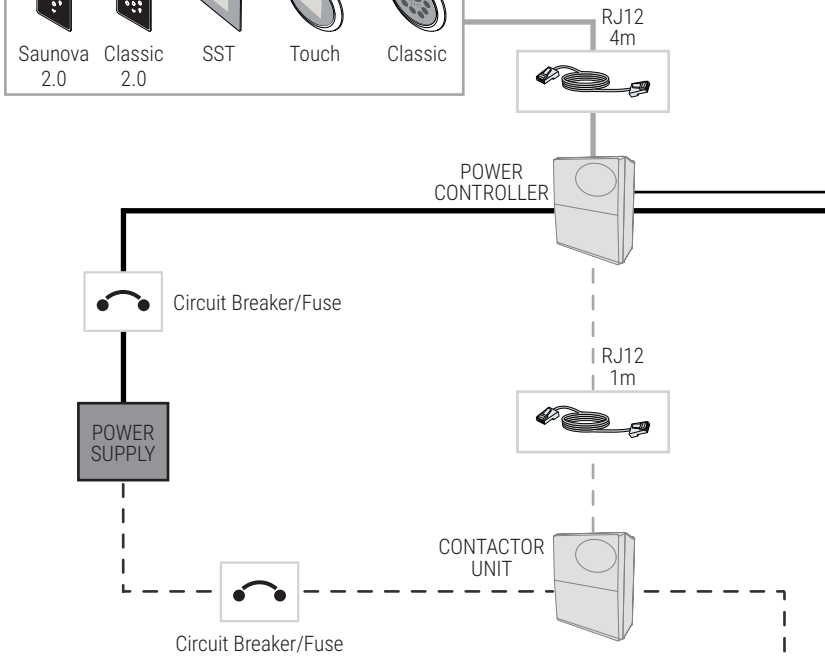 Saunova
2.0
Classic
2.0
SST
Touch
Classic
RJ12
4m
POWER
CONTROLLER
Circuit Breaker/Fuse
RJ12
1m
POWER
SUPPLY
CONTACTOR
UNIT
Circuit Breaker/Fuse